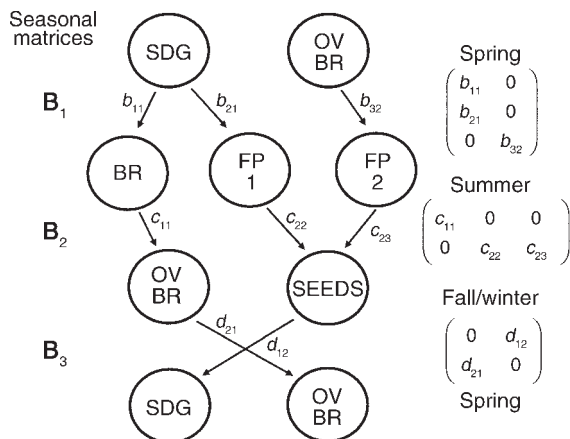 Seasonal
matrices
SDG
OV
BR
Spring
B1
b11
b21
b32
b11 0
b21 0
0 b32
BR
FP
1
FP
2
Summer
B2
c11
c22
c23
c11 0 0
0 c22 c23
OV
BR
SEEDS
Fall/winter
B3
d21
d12
0 d12
d21 0
SDG
OV
BR
Spring